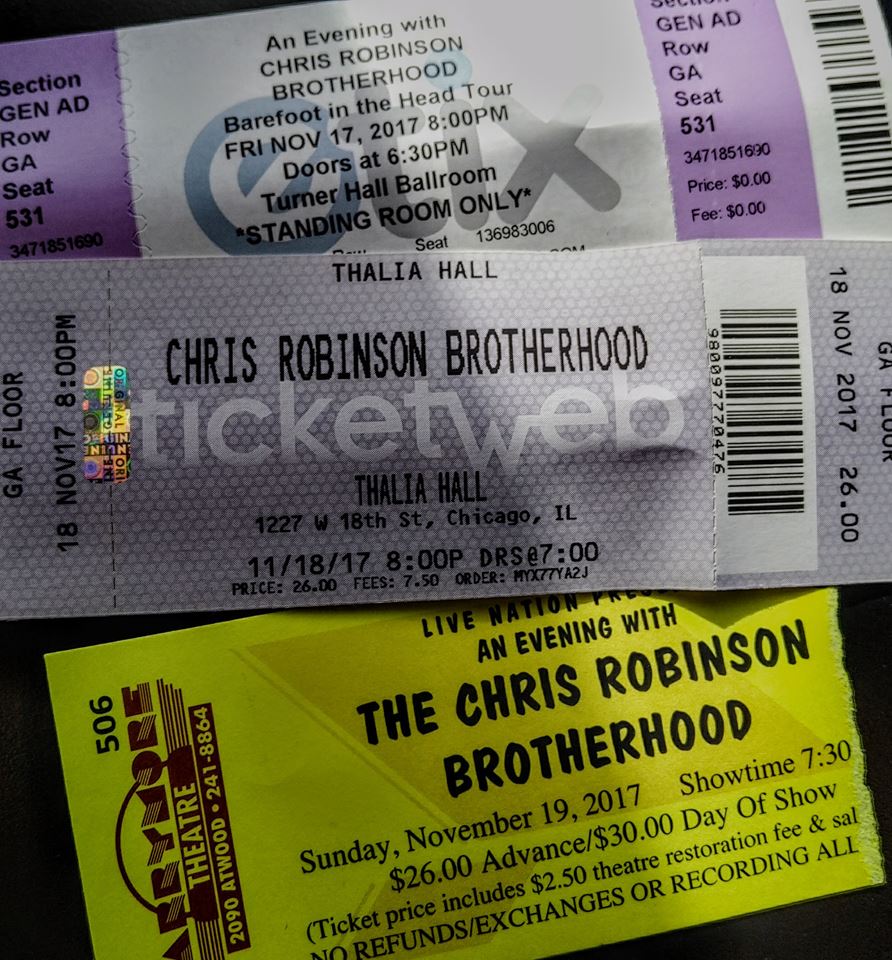 Section
GEN AD
Row
GA
Seat
531
3471851690
An Evening with
CHRIS ROBINSON
BROTHERHOOD
Barefoot in the Head Tour
FRI NOV 17, 2017 8:00PM
Doors at 6:30PM
Turner Hall Ballroom
*STANDING ROOM ONLY*
Seat 136983006
etix
Section
GEN AD
Row
GA
Seat
531
3471851690
Price: $0.00
Fee: $0.00
GA FLOOR
18 NOV17 8:00PM
THALIA HALL
CHRIS ROBINSON BROTHERHOOD
ticketweb
THALIA HALL
1227 W 18th St, Chicago, IL
11/18/17 8:00P DRS@7:00
PRICE: 26.00 FEES: 7.50 ORDER: MYX77YA2J
9800977770476
18 NOV 2017 26.00
GA FLOOR
506
ARRYMORE
THEATRE
2090 ATWOOD • 241-8864
LIVE NATION
AN EVENING WITH
THE CHRIS ROBINSON
BROTHERHOOD
Sunday, November 19, 2017 Showtime 7:30
$26.00 Advance/$30.00 Day Of Show
(Ticket price includes $2.50 theatre restoration fee & sal
NO REFUNDS/EXCHANGES OR RECORDING ALL